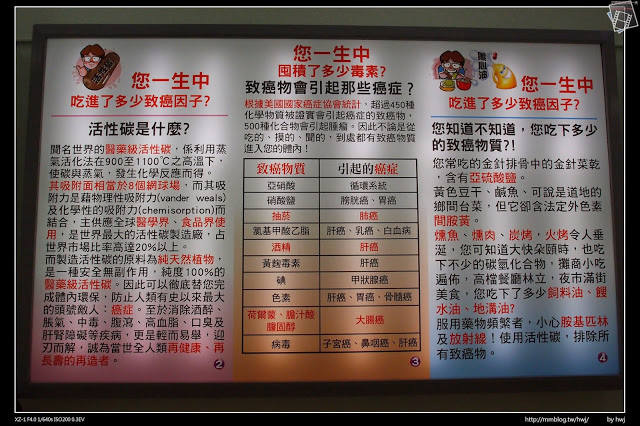 您一生中
吃進了多少致癌因子?
活性碳是什麼?
聞名世界的醫藥級活性碳，係利用蒸
氣活化法在900至1100℃之高溫下，
使碳與蒸氣，發生化學反應而得。
其吸附面相當於8個網球場，而其吸
附力是藉物理性吸附力(vander weals)
及化學性的吸附力(chemisorption)而
結合，主供應全球醫學界、食品界使
用，是世界最大的活性碳製造廠，占
世界市場比率高達20%以上。
而製造活性碳的原料為純天然植物，
是一種安全無副作用，純度100%的
醫藥級活性碳。因此可以徹底替您完
成體內環保，防止人類有史以來最大
的頭號敵人：癌症。至於消除酒醉、
脹氣、中毒、腹瀉、高血脂、口臭及
肝腎障礙等疾病，更是輕而易舉，迎
刃而解，誠為當世全人類再健康、再
長壽的再造者。
2
您一生中
囤積了多少毒素?
致癌物會引起那些癌症?
根據美國國家癌症協會統計，超過450種
化學物質被證實會引起癌症的致癌物，
500種化合物會引起腫瘤。因此不論是從
吃的、摸的、聞的，到處都有致癌物質
進入您的體內!
致癌物質 引起的癌症
亞硝酸 循環系統
硝酸鹽 膀胱癌、胃癌
抽菸 肺癌
氯基甲酸乙脂 肝癌、乳癌、白血病
酒精 肝癌
黃麴毒素 肝癌
碘 甲狀腺癌
色素 肝癌、胃癌、骨髓癌
荷爾蒙、膽汁酸
膽固醇 大腸癌
病毒 子宮癌、鼻咽癌、肝癌
3
您一生中
吃進了多少致癌物質?
您知道不知道，您吃下多少
的致癌物質?!
您常吃的金針排骨中的金針菜乾
，含有亞硫酸鹽。
黃色豆干、鹹魚、可說是道地的
鄉間台菜，但它卻含法定外色素
間胺黃。
燻魚、燻肉、炭烤，火烤令人垂
涎，您可知道大快朵頤時，也吃
下不少的碳氫化合物，攤商小吃
遍佈，高檔餐廳林立，夜市滿街
美食，您吃下了多少飼料油、餿
水油、地溝油?
服用藥物頻繁者，小心胺基匹林
及放射線！使用活性碳，排除所
有致癌物。
4
XZ-1 F4.0 1/640s ISO200 0.3EV
http://mmblog.tw/hwj/ by hwj